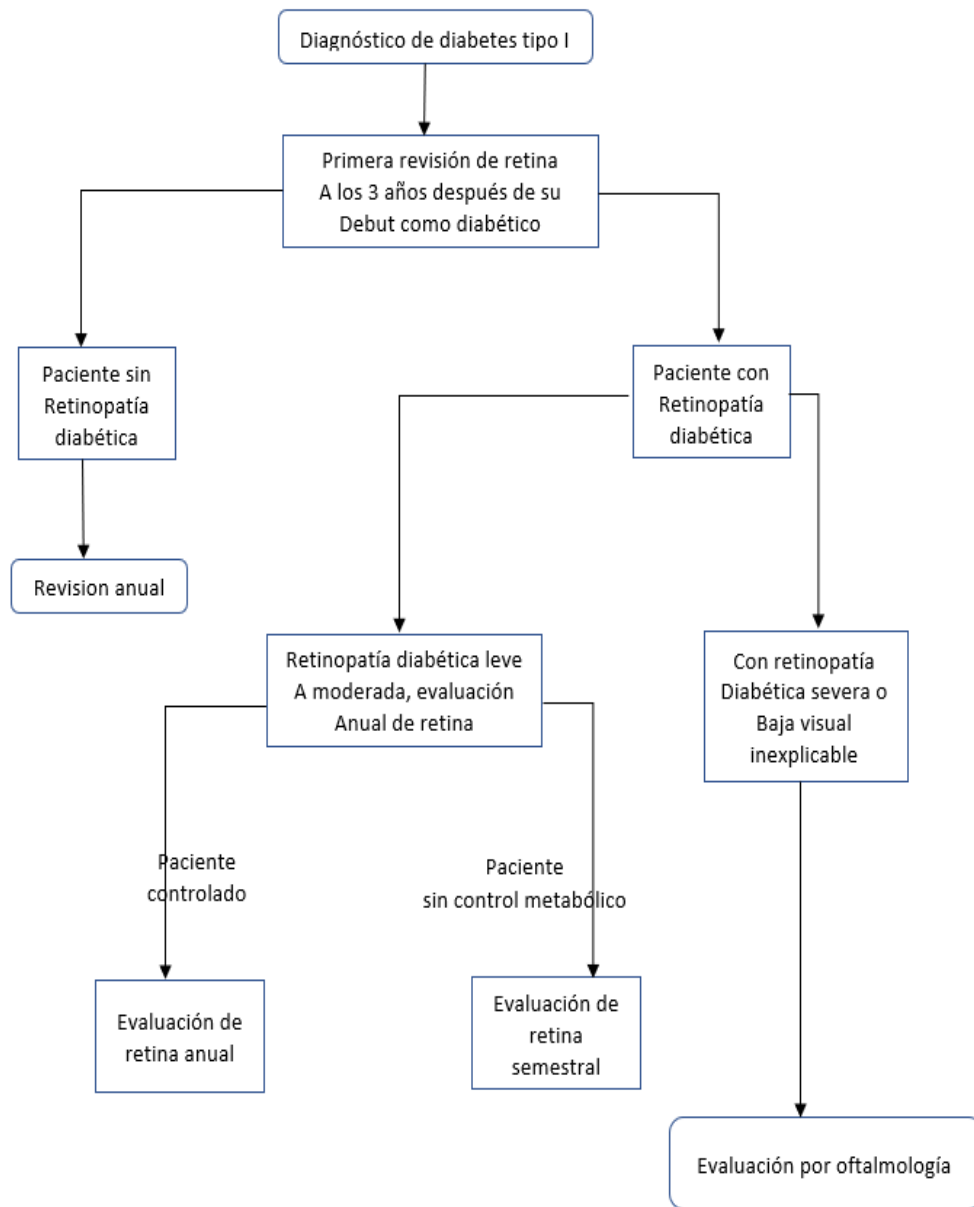 Diagnóstico de diabetes tipo I
Primera revisión de retina
A los 3 años después de su
Debut como diabético
Paciente sin
Retinopatía
diabética
Paciente con
Retinopatía
diabética
Revision anual
Retinopatía diabética leve
A moderada, evaluación
Anual de retina
Con retinopatía
Diabética severa o
Baja visual
inexplicable
Paciente
controlado
Paciente
sin control metabólico
Evaluación de
retina anual
Evaluación de
retina
semestral
Evaluación por oftalmología